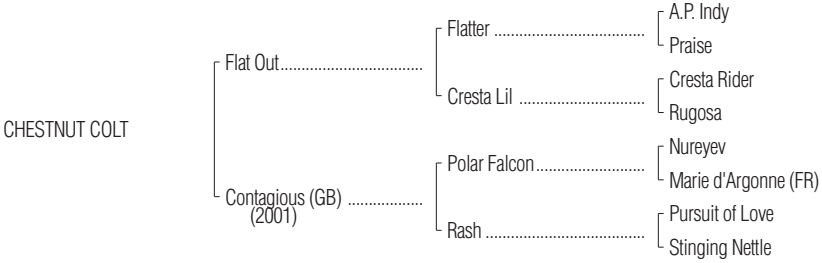 A.P. Indy
Flatter ....................................
Praise
Flat Out..................................
Cresta Rider
Cresta Lil ..............................
Rugosa
CHESTNUT COLT
Nureyev
Polar Falcon..........................
Marie d'Argonne (FR)
Contagious (GB) ..................
(2001)
Pursuit of Love
Rash ......................................
Stinging Nettle